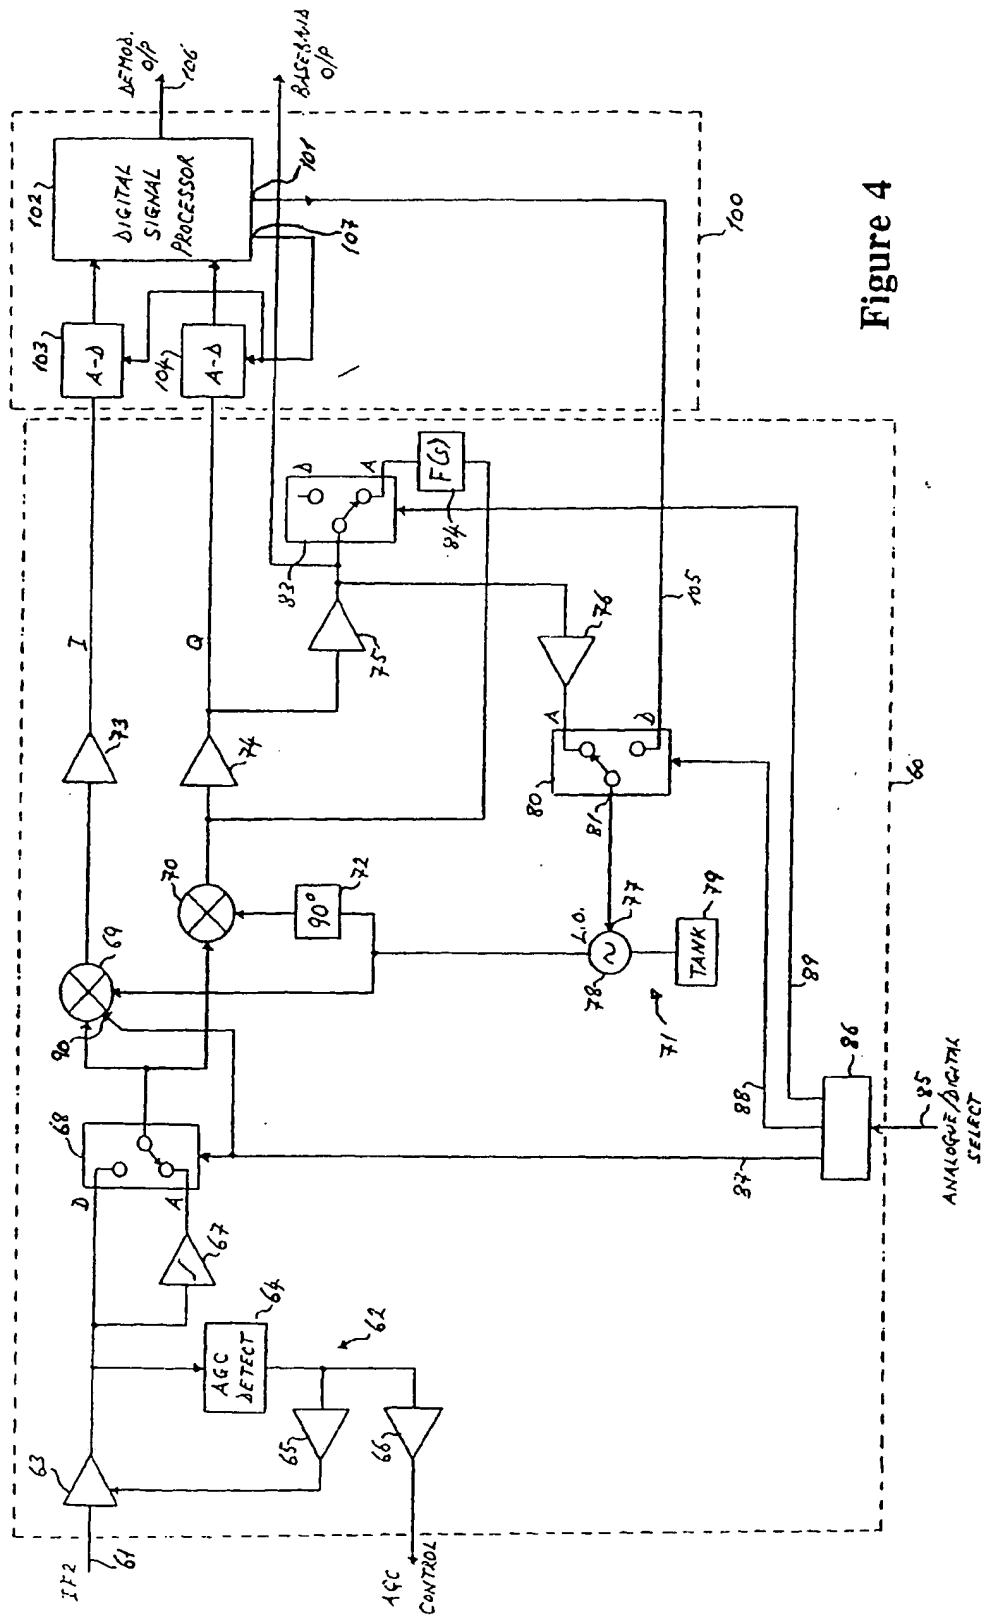 IF2
61
63
AGC
CONTROL
66
65
62
AGC
DETECT
64
67
D
A
68
87
90
69
70
90°
72
73
74
I
Q
75
76
L.O.
77
78
71
TANK
79
80
81
A
D
83
D
A
F(s)
84
105
88
89
86
85
ANALOGUE/DIGITAL
SELECT
60
103
A-D
104
A-D
102
DIGITAL
SIGNAL
PROCESSOR
107
101
DEMOD.
O/P
106
BASEBAND
O/P
100
Figure 4